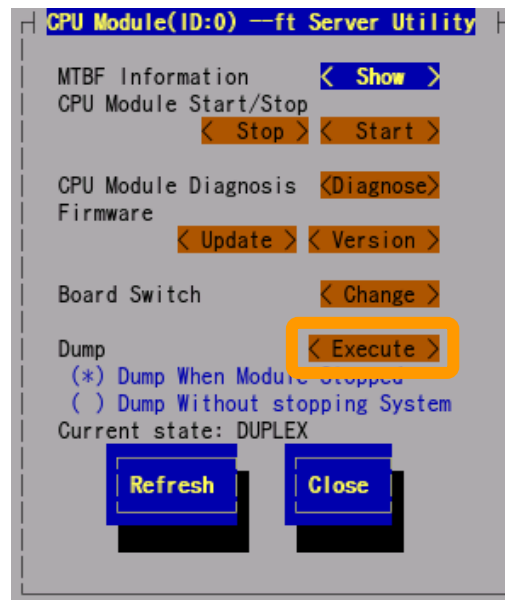 CPU Module(ID:0) --ft Server Utility
MTBF Information < Show >
CPU Module Start/Stop
< Stop > < Start >
CPU Module Diagnosis <Diagnose>
Firmware
< Update > < Version >
Board Switch < Change >
Dump < Execute >
(*) Dump When Module Stopped
( ) Dump Without stopping System
Current state: DUPLEX
Refresh Close